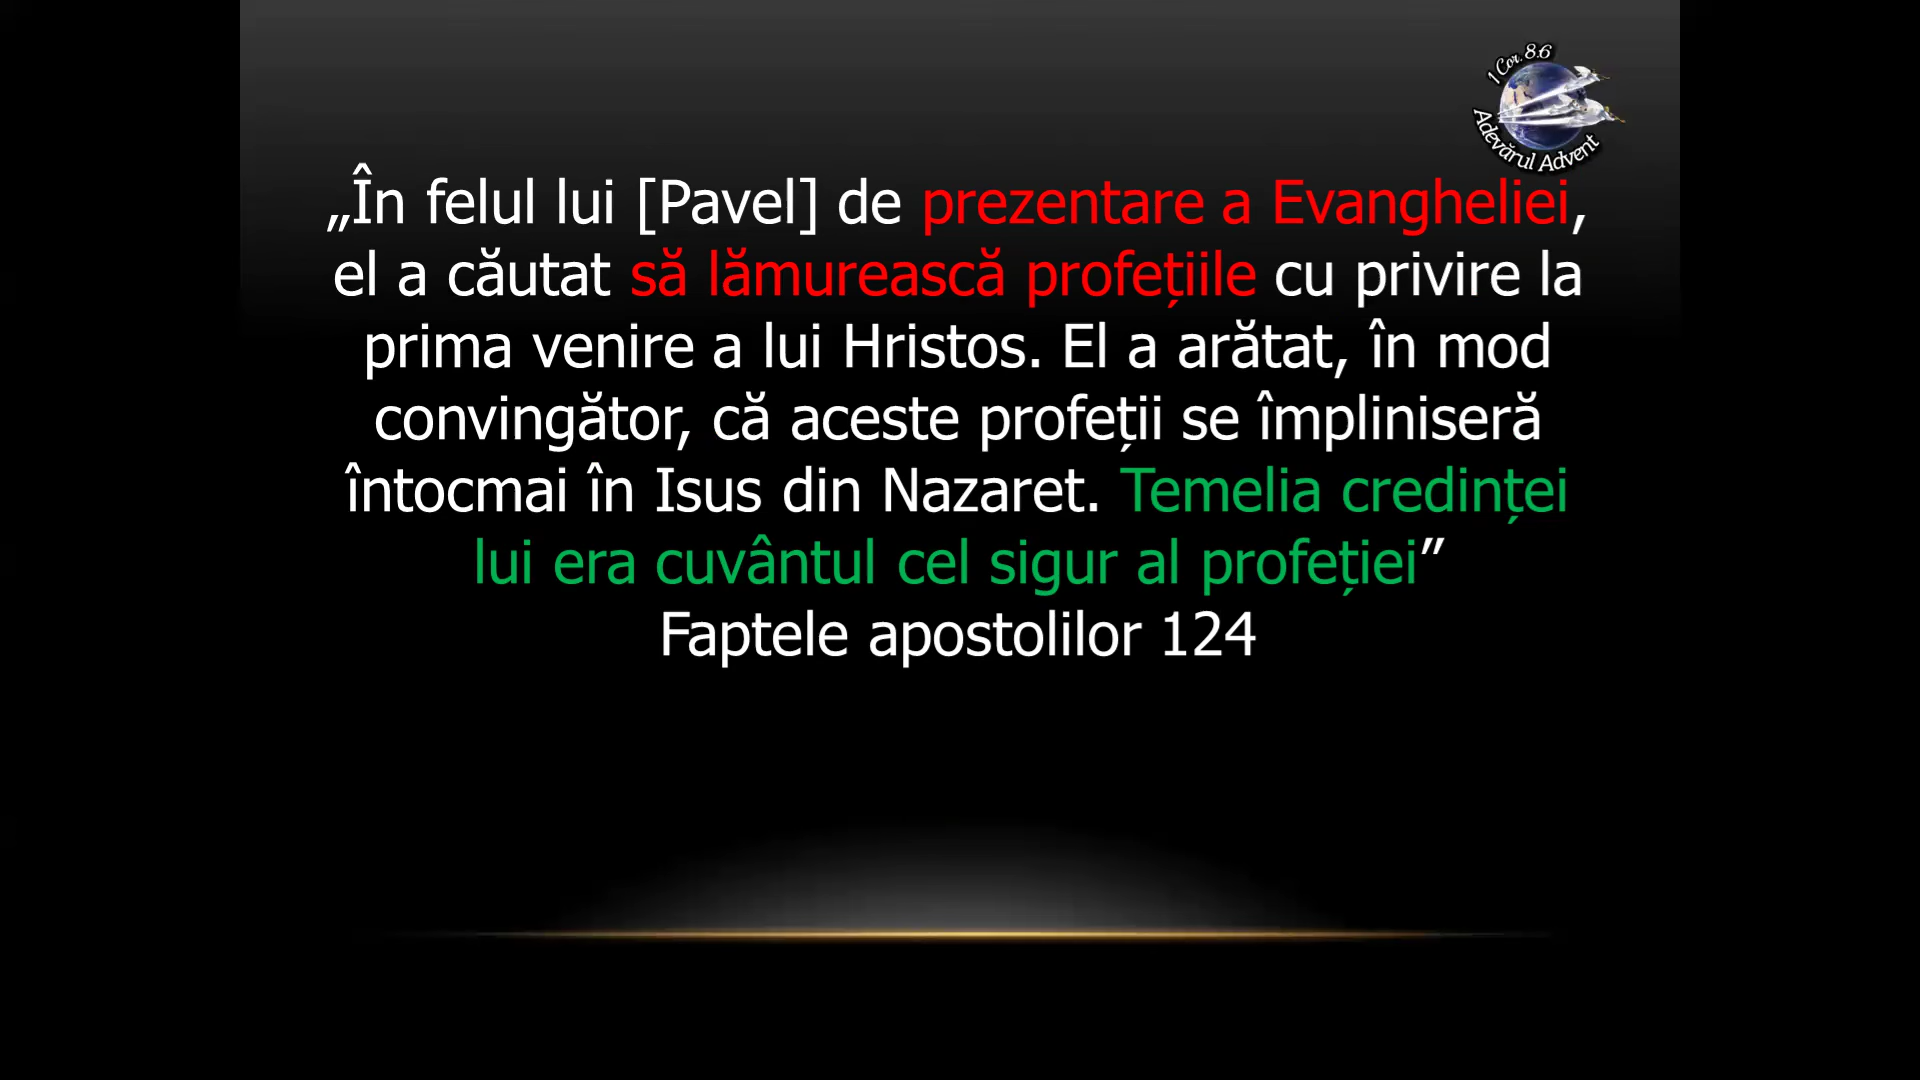 1 Cor. 8:6
Adevărul Advent
„În felul lui [Pavel] de prezentare a Evangheliei,
el a căutat să lămurească profețiile cu privire la
prima venire a lui Hristos. El a arătat, în mod
convingător, că aceste profeții se împliniseră
întocmai în Isus din Nazaret. Temelia credinței
lui era cuvântul cel sigur al profeției”
Faptele apostolilor 124